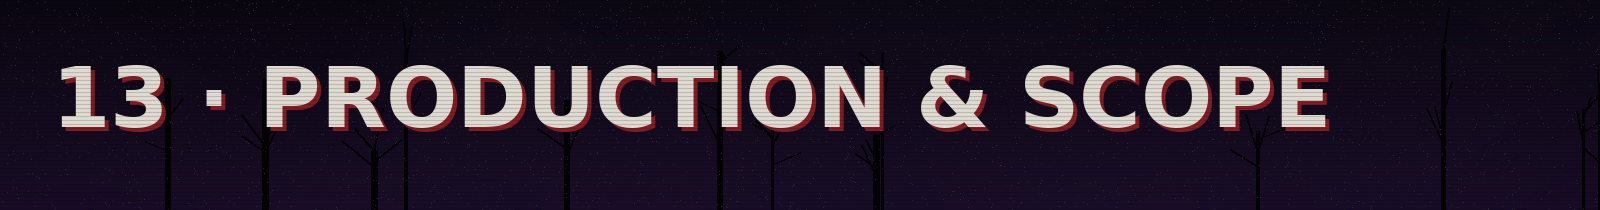 13 · PRODUCTION & SCOPE